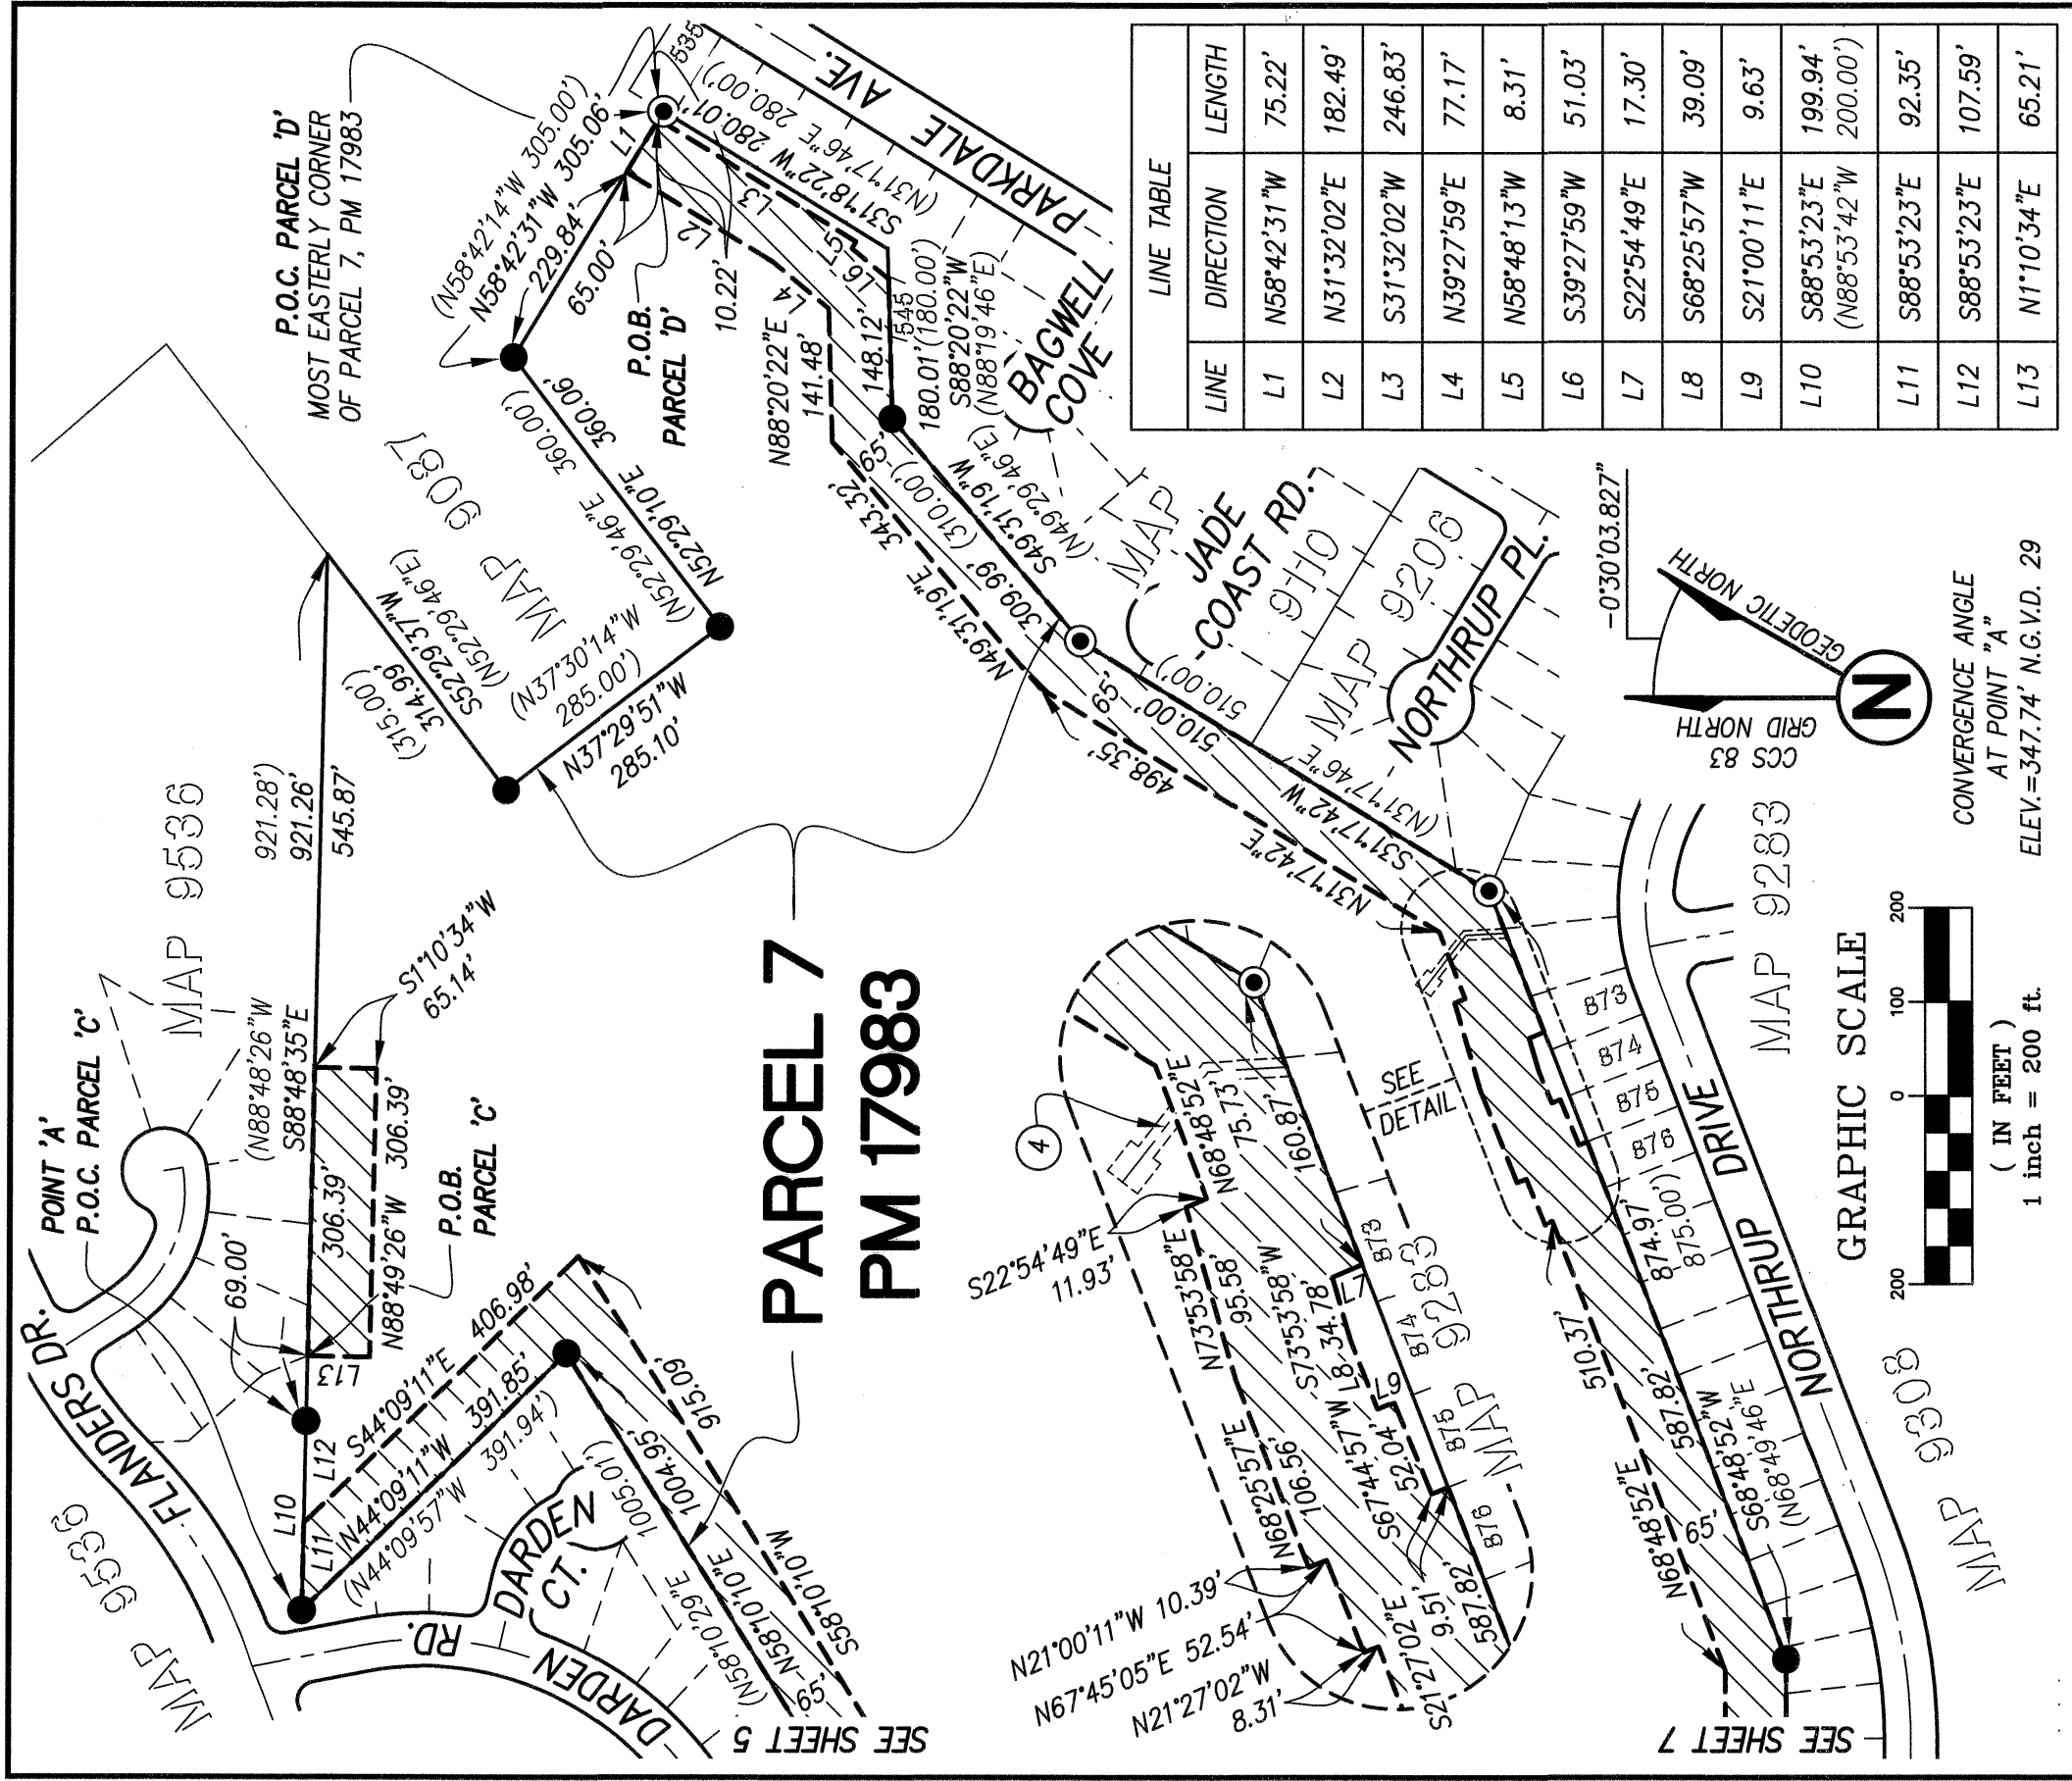 P.O.C. PARCEL 'D'
MOST EASTERLY CORNER
OF PARCEL 7, PM 17983
(N58°42'14"W 305.00')
N58°42'31"W 305.06'
229.84'
65.00'
L1
P.O.B.
PARCEL 'D'
10.22'
535
280.01'
S31°18'22"W
(N31°17'46"E 280.00')
PARKDALE AVE.
L2
L3
L4
L5
L6
N88°20'22"E
141.48'
148.12'
545
180.01'(180.00')
S88°20'22"W
(N88°19'46"E)
BAGWELL
COVE
MAP 9087
360.00')
360.06'
N52°29'10"E
(N52°29'46"E
(315.00')
314.99'
S52°29'37"W
(N52°29'46"E)
(N37°30'14"W
285.00')
N37°29'51"W
285.10'
MAP 9536
921.28')
921.26'
545.87'
(N88°48'26"W
S88°48'35"E
S1°10'34"W
65.14'
POINT 'A'
P.O.C. PARCEL 'C'
69.00'
306.39'
N88°49'26"W 306.39'
P.O.B.
PARCEL 'C'
L13
L12
L10
L11
FLANDERS DR.
MAP 9536
S44°09'11"E 406.98'
N44°09'11"W 391.85'
(N44°09'57"W 391.94')
DARDEN
CT.
DARDEN RD.
1005.01')
1004.95'
915.09'
(N58°10'29"E
N58°10'10"E
S58°10'10"W
65'
SEE SHEET 5
PARCEL 7
PM 17983
65'
343.32'
N49°31'19"E
(310.00')
309.99'
S49°31'19"W
(N49°29'46"E)
MAP 9110
JADE
COAST RD.
MAP 9206
NORTHRUP PL.
65'
510.00')
510.00'
498.35'
(N31°17'46"E
S31°17'42"W
N31°17'42"E
4
SEE
DETAIL
S22°54'49"E
11.93'
N68°48'52"E
75.73'
160.87'
N73°53'58"E
95.58'
S73°53'58"W
34.78'
L7
L8
L9
873
874
875
876
MAP 9283
N68°25'57"E
106.56'
S67°44'57"W
52.04'
N21°00'11"W 10.39'
N67°45'05"E 52.54'
N21°27'02"W
8.31'
S21°27'02"E
9.51'
587.82'
873
874
875
876
510.37'
874.97'
875.00')
587.82'
N68°48'52"E
S68°48'52"W
(N68°49'46"E
65'
NORTHRUP DRIVE
MAP 9283
MAP 9308
SEE SHEET 7
GRAPHIC SCALE
200 0 100 200
( IN FEET )
1 inch = 200 ft.
-0°30'03.827"
CCS 83
GRID NORTH
GEODETIC NORTH
N
CONVERGENCE ANGLE
AT POINT "A"
ELEV.=347.74' N.G.V.D. 29
LINE TABLE
LINE DIRECTION LENGTH
L1 N58°42'31"W 75.22'
L2 N31°32'02"E 182.49'
L3 S31°32'02"W 246.83'
L4 N39°27'59"E 77.17'
L5 N58°48'13"W 8.31'
L6 S39°27'59"W 51.03'
L7 S22°54'49"E 17.30'
L8 S68°25'57"W 39.09'
L9 S21°00'11"E 9.63'
L10 S88°53'23"E 199.94'
(N88°53'42"W 200.00')
L11 S88°53'23"E 92.35'
L12 S88°53'23"E 107.59'
L13 N1°10'34"E 65.21'